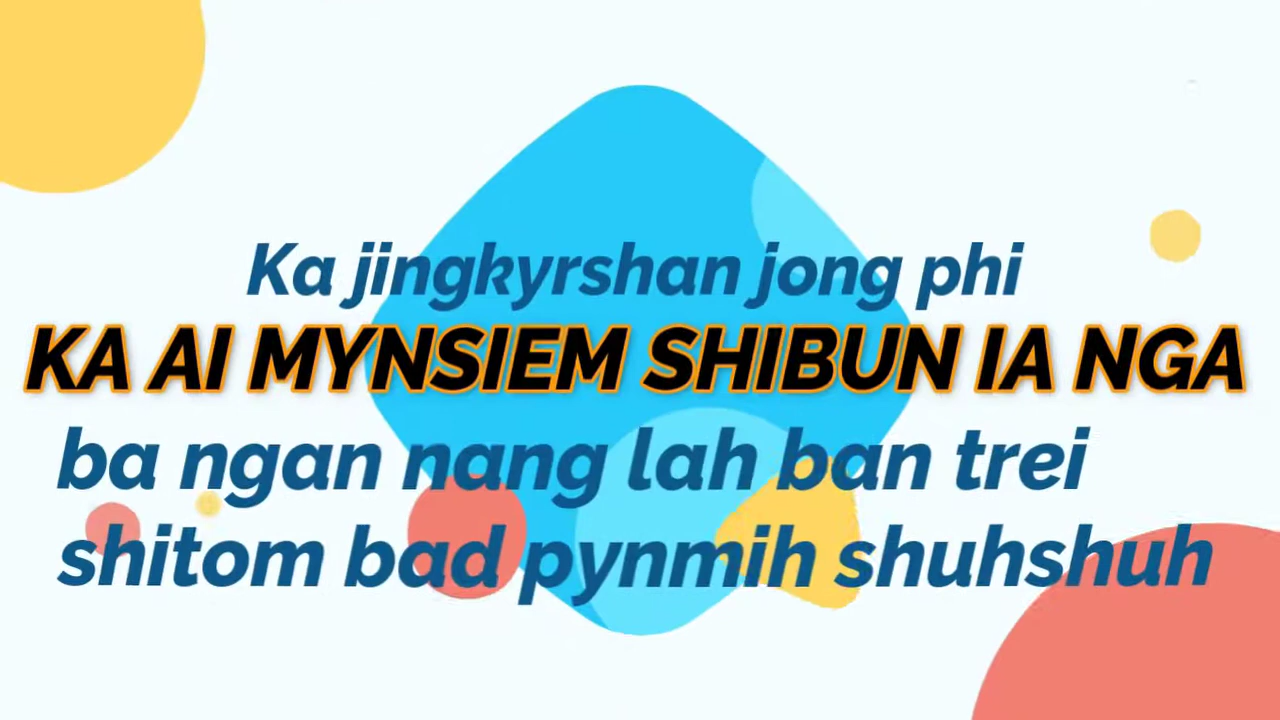 Ka jingkyrshan jong phi
KA AI MYNSIEM SHIBUN IA NGA
ba ngan nang lah ban trei
shitom bad pynmih shuhshuh